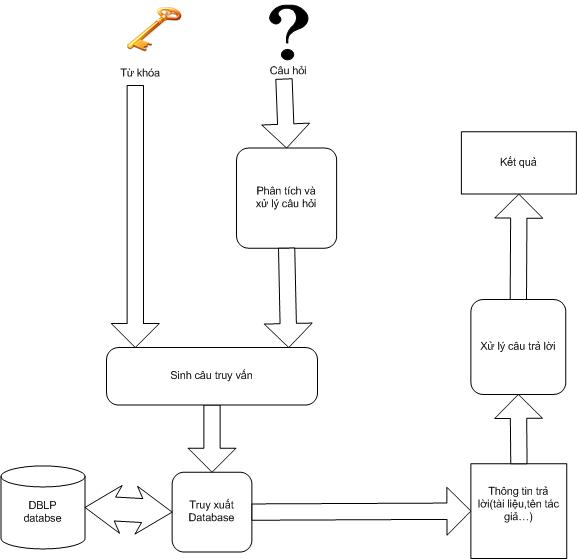 Từ khóa
Câu hỏi
Phân tích và
xử lý câu hỏi
Kết quả
Xử lý câu trả lời
Sinh câu truy vấn
DBLP
databse
Truy xuất
Database
Thông tin trả
lời(tài liệu,tên tác
giả...)